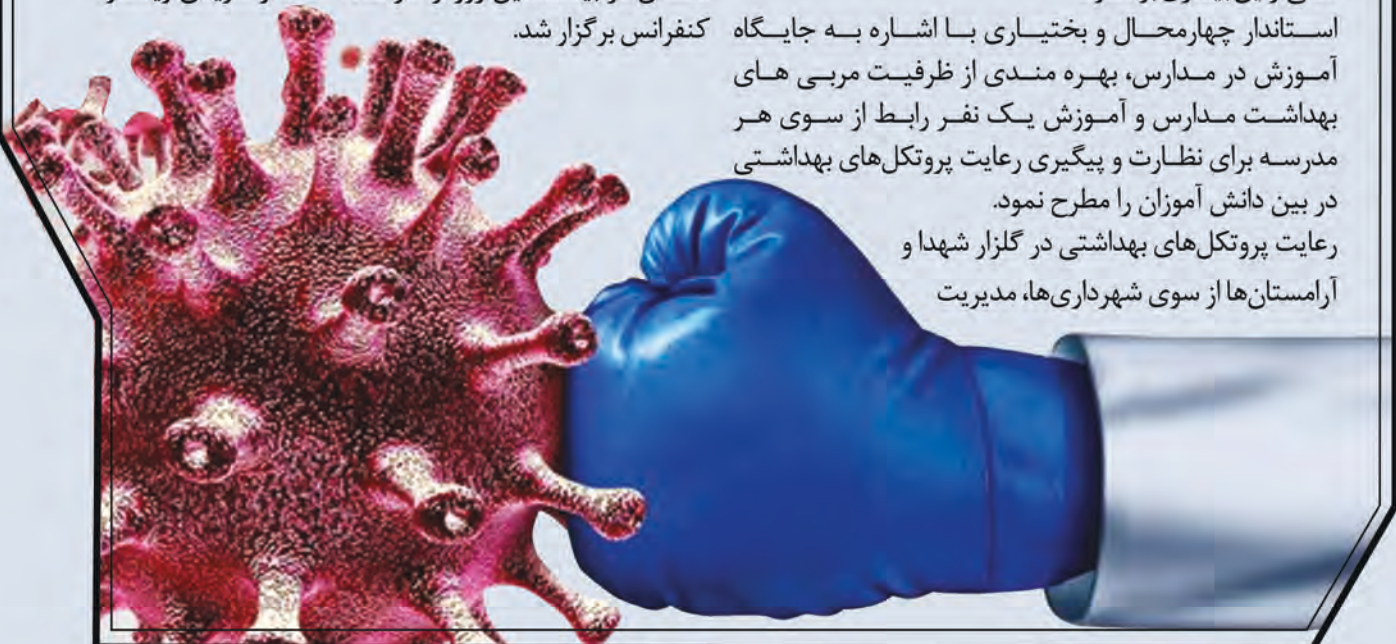 استاندار چهارمحال و بختیاری با اشاره به جایگاه
آموزش در مدارس، بهره مندی از ظرفیت مربی های
بهداشت مدارس و آموزش یک نفر رابط از سوی هر
مدرسه برای نظارت و پیگیری رعایت پروتکل‌های بهداشتی
در بین دانش آموزان را مطرح نمود.
رعایت پروتکل‌های بهداشتی در گلزار شهدا و
آرامستان‌ها از سوی شهرداری‌ها، مدیریت
کنفرانس برگزار شد.